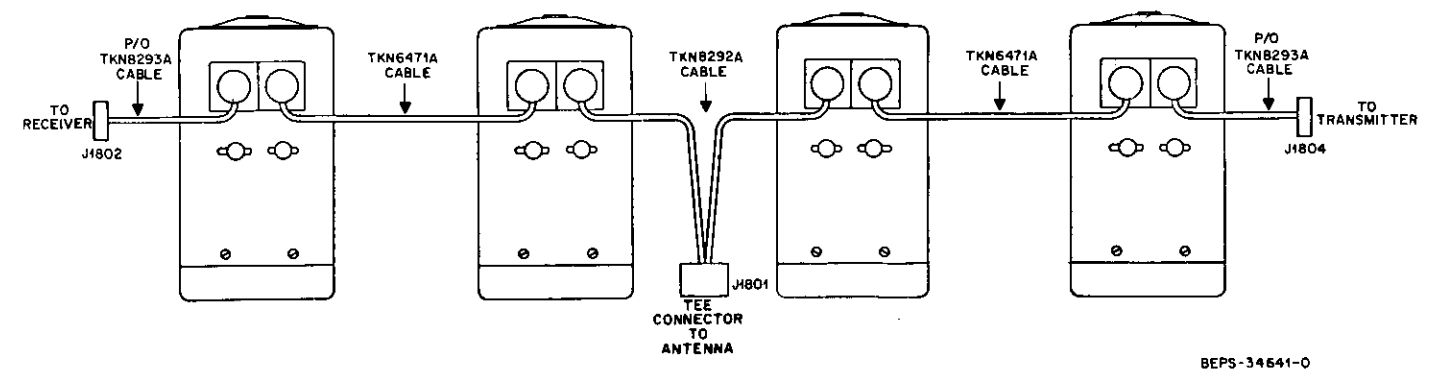 P/O
TKN8293A
CABLE
TKN6471A
CABLE
TKN8292A
CABLE
TKN6471A
CABLE
P/O
TKN8293A
CABLE
TO
RECEIVER
J1802
TO
TRANSMITTER
J1804
J1801
TEE
CONNECTOR
TO
ANTENNA
BEPS-34641-O